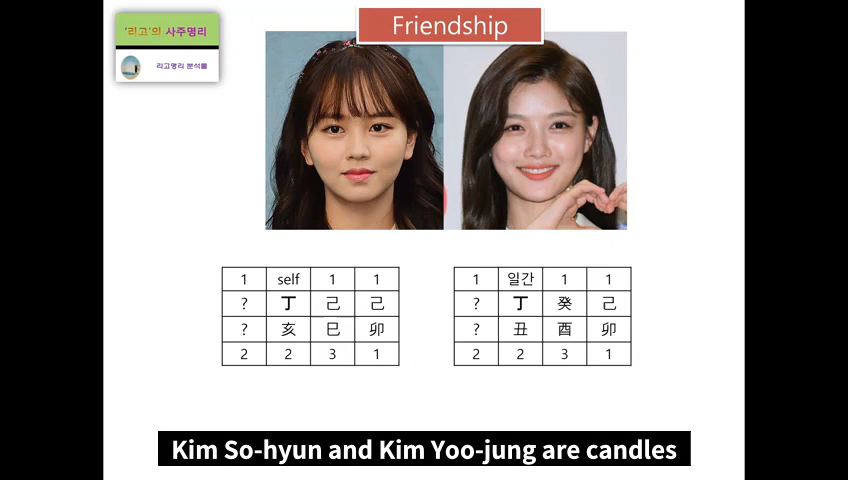 Friendship
'리고'의 사주명리
리고명리 분석틀
1 self 1 1
? 丁 己 己
? 亥 巳 卯
2 2 3 1
1 일간 1 1
? 丁 癸 己
? 丑 酉 卯
2 2 3 1
Kim So-hyun and Kim Yoo-jung are candles